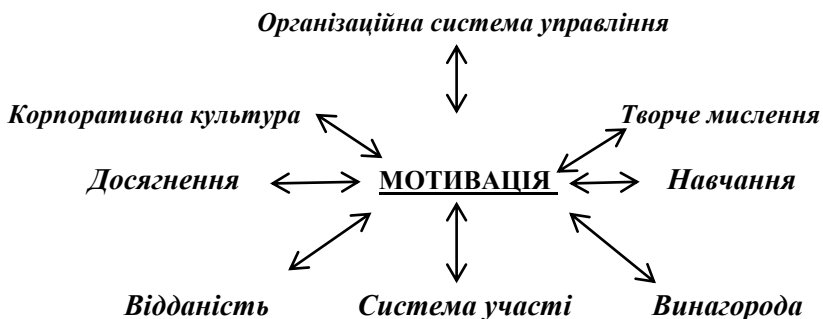 Організаційна система управління
Корпоративна культура Творче мислення
Досягнення МОТИВАЦІЯ Навчання
Відданість Система участі Винагорода